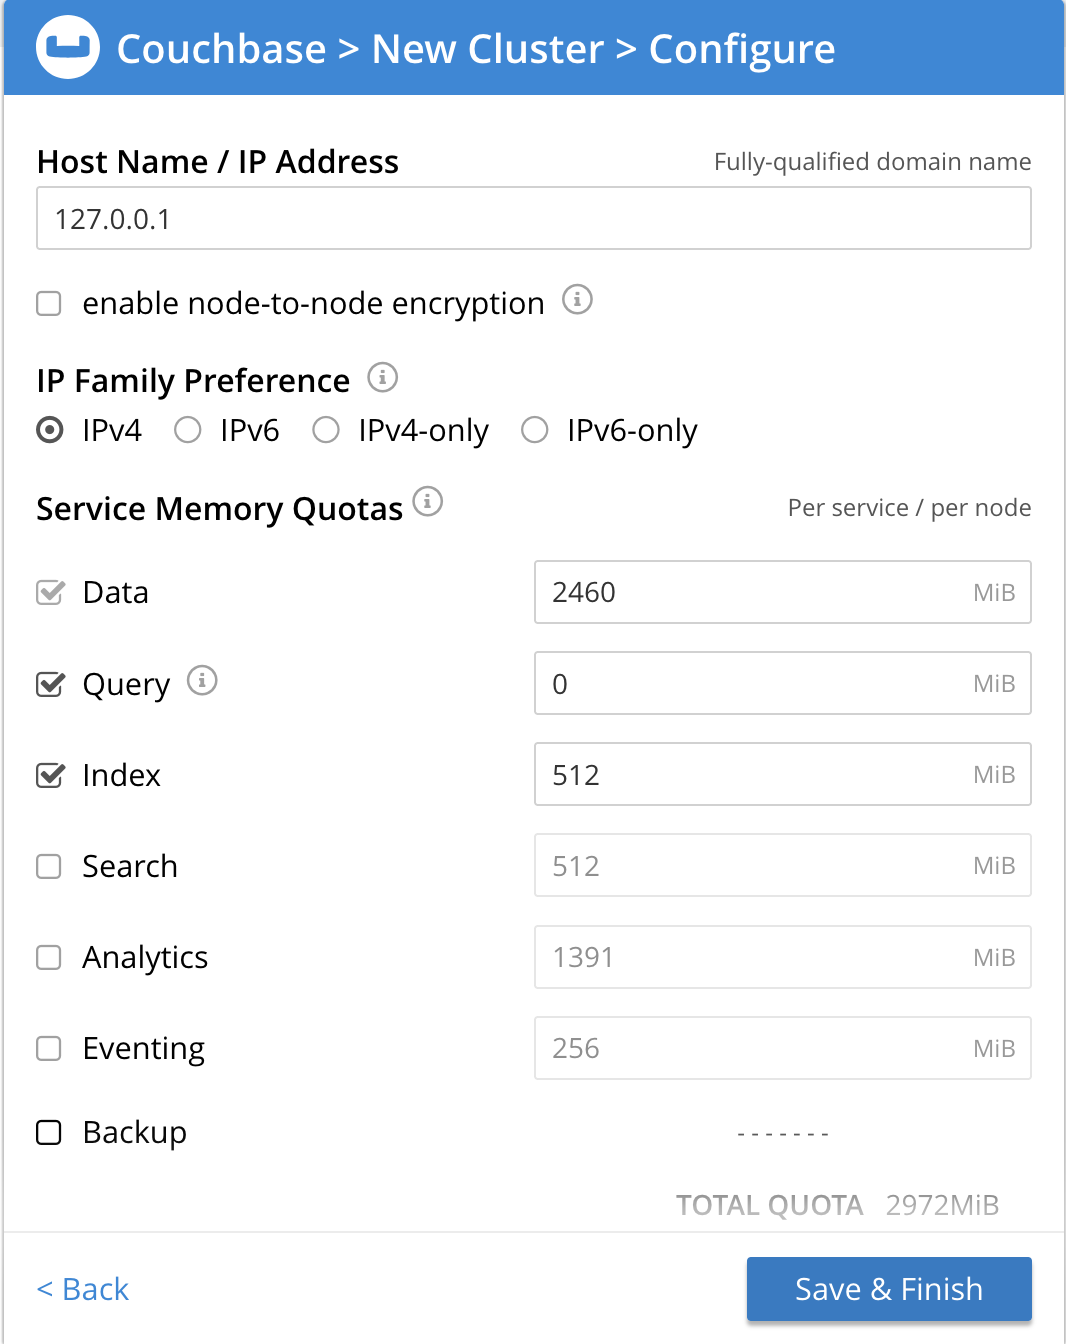 Couchbase > New Cluster > Configure
Host Name / IP Address Fully-qualified domain name
127.0.0.1
enable node-to-node encryption
IP Family Preference
IPv4 IPv6 IPv4-only IPv6-only
Service Memory Quotas Per service / per node
Data 2460 MiB
Query 0 MiB
Index 512 MiB
Search 512 MiB
Analytics 1391 MiB
Eventing 256 MiB
Backup -------
TOTAL QUOTA 2972MiB
< Back Save & Finish